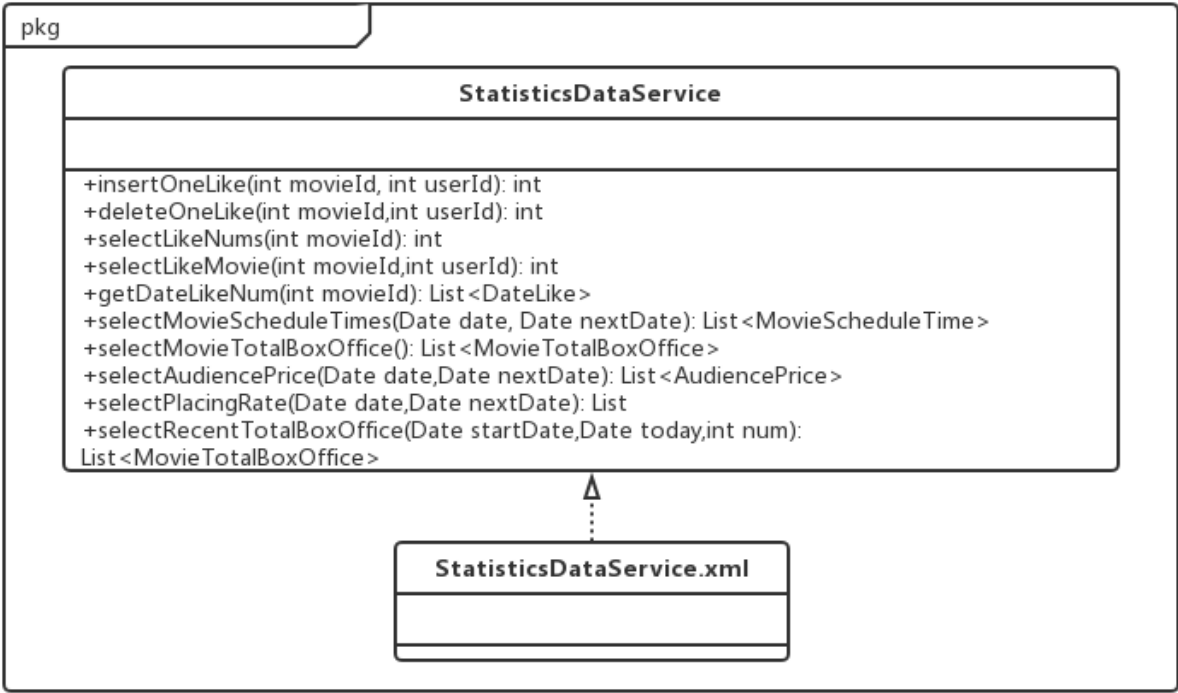 pkg
StatisticsDataService
+insertOneLike(int movieId, int userId): int
+deleteOneLike(int movieId,int userId): int
+selectLikeNums(int movieId): int
+selectLikeMovie(int movieId,int userId): int
+getDateLikeNum(int movieId): List<DateLike>
+selectMovieScheduleTimes(Date date, Date nextDate): List<MovieScheduleTime>
+selectMovieTotalBoxOffice(): List<MovieTotalBoxOffice>
+selectAudiencePrice(Date date,Date nextDate): List<AudiencePrice>
+selectPlacingRate(Date date,Date nextDate): List
+selectRecentTotalBoxOffice(Date startDate,Date today,int num):
List<MovieTotalBoxOffice>
StatisticsDataService.xml